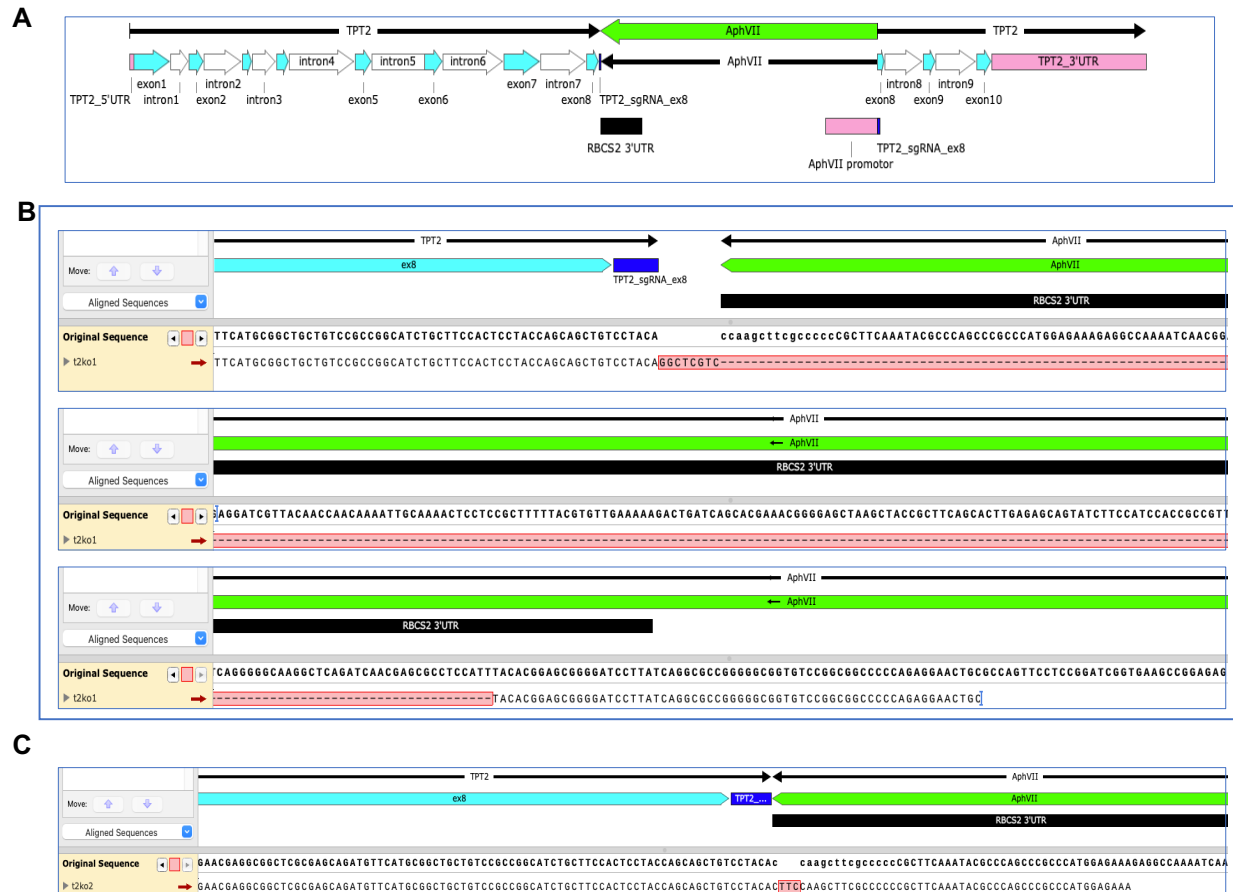 A
TPT2 AphVII TPT2
intron4 intron5 intron6 AphVII TPT2_3'UTR
exon1 intron2 exon7 intron7 intron8 intron9
TPT2_5'UTR intron1 exon2 intron3 exon5 exon6 exon8 TPT2_sgRNA_ex8 exon8 exon9 exon10
RBCS2 3'UTR TPT2_sgRNA_ex8
AphVII promotor
B
TPT2 AphVII
Move: ex8 AphVII
TPT2_sgRNA_ex8
Aligned Sequences RBCS2 3'UTR
Original Sequence TTCATGCGGCTGCTGTCCGCCGGCATCTGCTTCCACTCCTACCAGCAGCTGTCCTACA ccaagcttcgcccccCGCTTCAAATACGCCCAGCCCGCCCATGGAGAAAGAGGCCAAAATCAACGG
t2ko1 TTCATGCGGCTGCTGTCCGCCGGCATCTGCTTCCACTCCTACCAGCAGCTGTCCTACAGGCTCGTC
AphVII
Move: AphVII
RBCS2 3'UTR
Aligned Sequences
Original Sequence AGGATCGTTACAACCAACAAAATTGCAAAACTCCTCCGCTTTTTACGTGTTGAAAAAGACTGATCAGCACGAAACGGGGAGCTAAGCTACCGCTTCAGCACTTGAGAGCAGTATCTTCCATCCACCGCCGTT
t2ko1
AphVII
Move: AphVII
RBCS2 3'UTR
Aligned Sequences
Original Sequence TCAGGGGGCAAGGCTCAGATCAACGAGCGCCTCCATTTACACGGAGCGGGGATCCTTATCAGGCGCCGGGGGCGGTGTCCGGCGGCCCCCAGAGGAACTGCGCCAGTTCCTCCGGATCGGTGAAGCCGGAGAG
t2ko1 TACACGGAGCGGGGATCCTTATCAGGCGCCGGGGGCGGTGTCCGGCGGCCCCCAGAGGAACTGC
C
TPT2 AphVII
Move: ex8 TPT2_... AphVII
RBCS2 3'UTR
Aligned Sequences
Original Sequence GAACGAGGCGGCTCGCGAGCAGATGTTCATGCGGCTGCTGTCCGCCGGCATCTGCTTCCACTCCTACCAGCAGCTGTCCTACAc caagcttcgcccccCGCTTCAAATACGCCCAGCCCGCCCATGGAGAAAGAGGCCAAAATCAA
t2ko2 GAACGAGGCGGCTCGCGAGCAGATGTTCATGCGGCTGCTGTCCGCCGGCATCTGCTTCCACTCCTACCAGCAGCTGTCCTACACTTCCAAGCTTCGCCCCCCGCTTCAAATACGCCCAGCCCGCCCATGGAGAAA